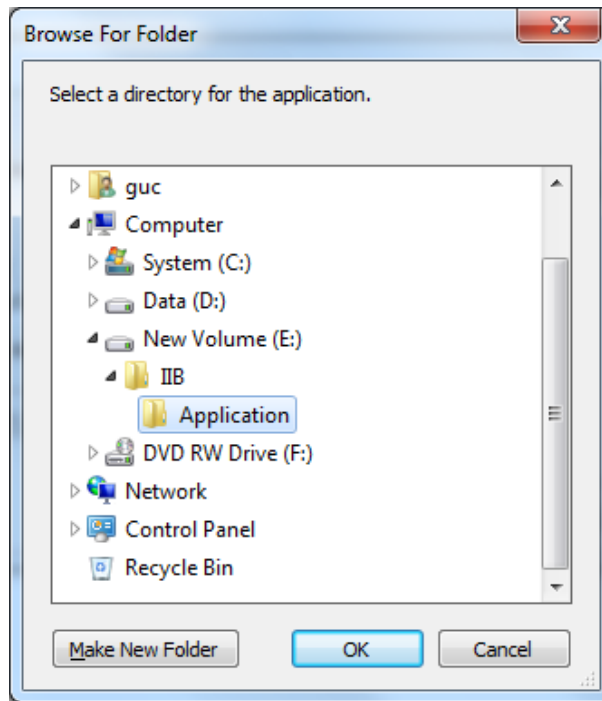 Browse For Folder
Select a directory for the application.
guc
Computer
System (C:)
Data (D:)
New Volume (E:)
IIB
Application
DVD RW Drive (F:)
Network
Control Panel
Recycle Bin
Make New Folder
OK
Cancel